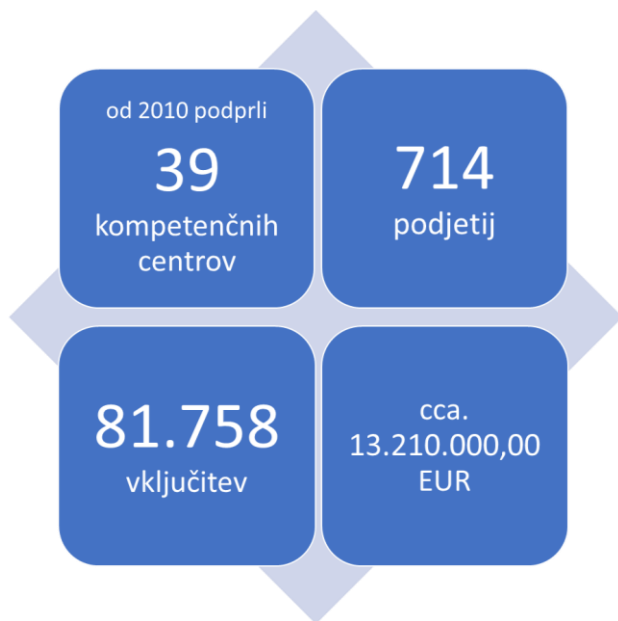 od 2010 podprli
39
kompetenčnih
centrov
714
podjetij
81.758
vključitev
cca.
13.210.000,00
EUR